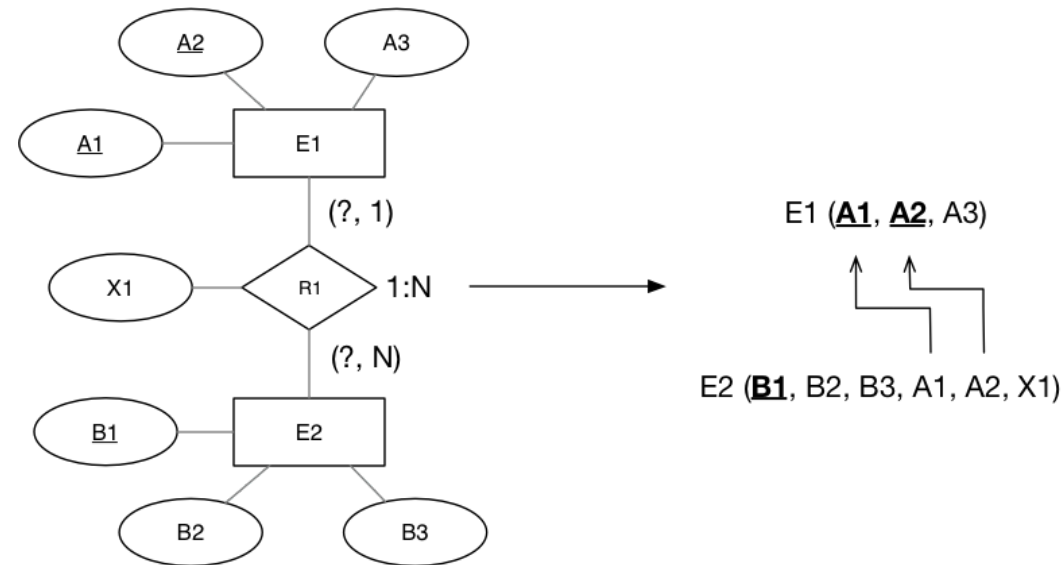 A2
A3
A1
E1
(?, 1)
E1 (A1, A2, A3)
X1
R1
1:N
(?, N)
E2 (B1, B2, B3, A1, A2, X1)
B1
E2
B2
B3